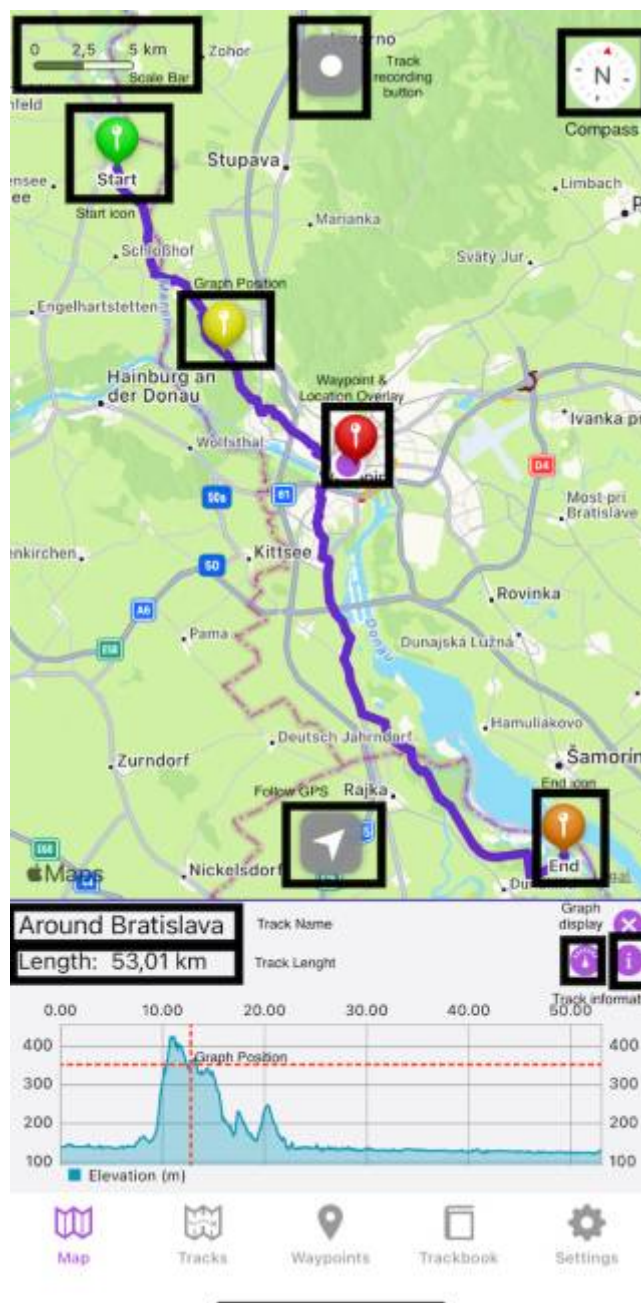 0 2,5 5 km
Scale Bar
Zohor
Track
recording
button
Compass
N
Start
Start icon
Stupava
Limbach
Marianka
Svätý Jur
Schloßhof
Graph Position
Engelhartstetten
Hainburg an
der Donau
Waypoint &
Location Overlay
Ivanka pri
Wolfsthal
D4
50a
61
Most pri
Bratislave
Kittsee
50
Rovinka
A6
Pama
E58
Donau
Dunajská Lužná
Hamuliakovo
Deutsch Jahrndorf
Zurndorf
Šamorín
End icon
Follow GPS
Rajka
End
E60
Maps
Nickelsdorf
Around Bratislava
Track Name
Graph
display
Length: 53,01 km
Track Lenght
Track informat
0.00 10.00 20.00 30.00 40.00 50.00
400 400
Graph Position
300 300
200 200
100 100
Elevation (m)
Map Tracks Waypoints Trackbook Settings